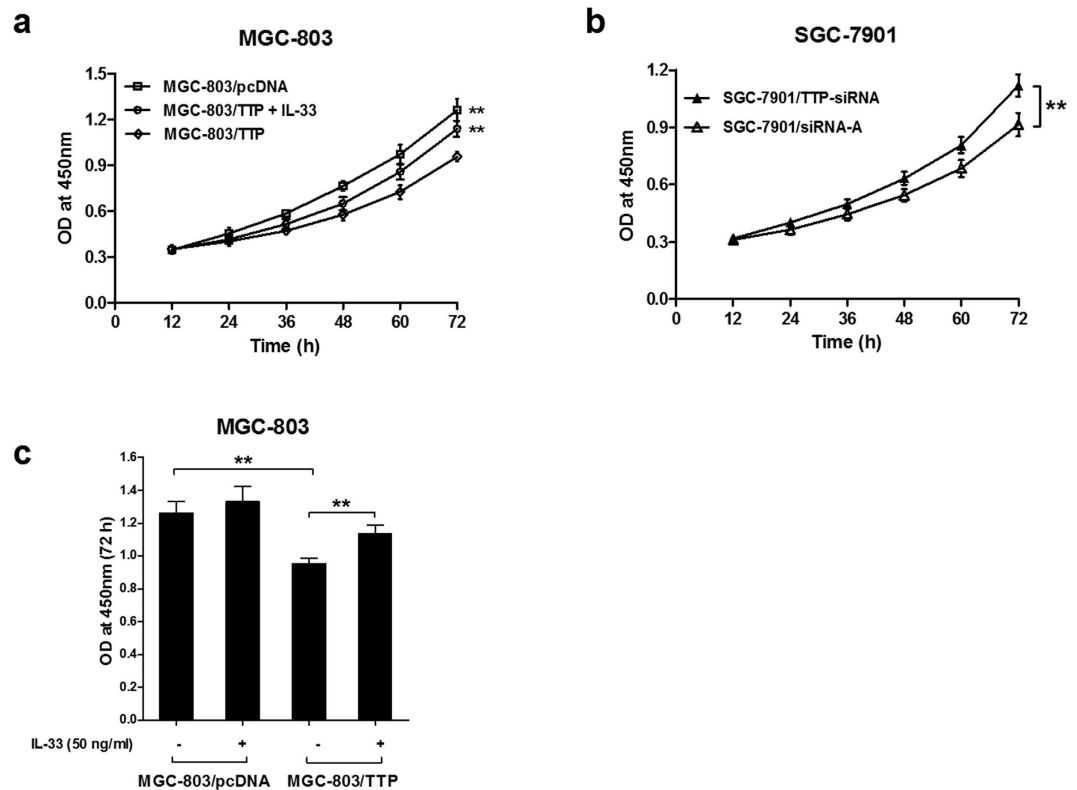 a
MGC-803
OD at 450nm
1.5
1.2
0.9
0.6
0.3
0.0
MGC-803/pcDNA
MGC-803/TTP + IL-33
MGC-803/TTP
**
**
0 12 24 36 48 60 72
Time (h)
b
SGC-7901
OD at 450nm
1.2
0.9
0.6
0.3
0.0
SGC-7901/TTP-siRNA
SGC-7901/siRNA-A
**
0 12 24 36 48 60 72
Time (h)
c
MGC-803
OD at 450nm (72 h)
1.6
1.4
1.2
1.0
0.8
0.6
0.4
0.2
0.0
**
**
IL-33 (50 ng/ml) - + - +
MGC-803/pcDNA MGC-803/TTP